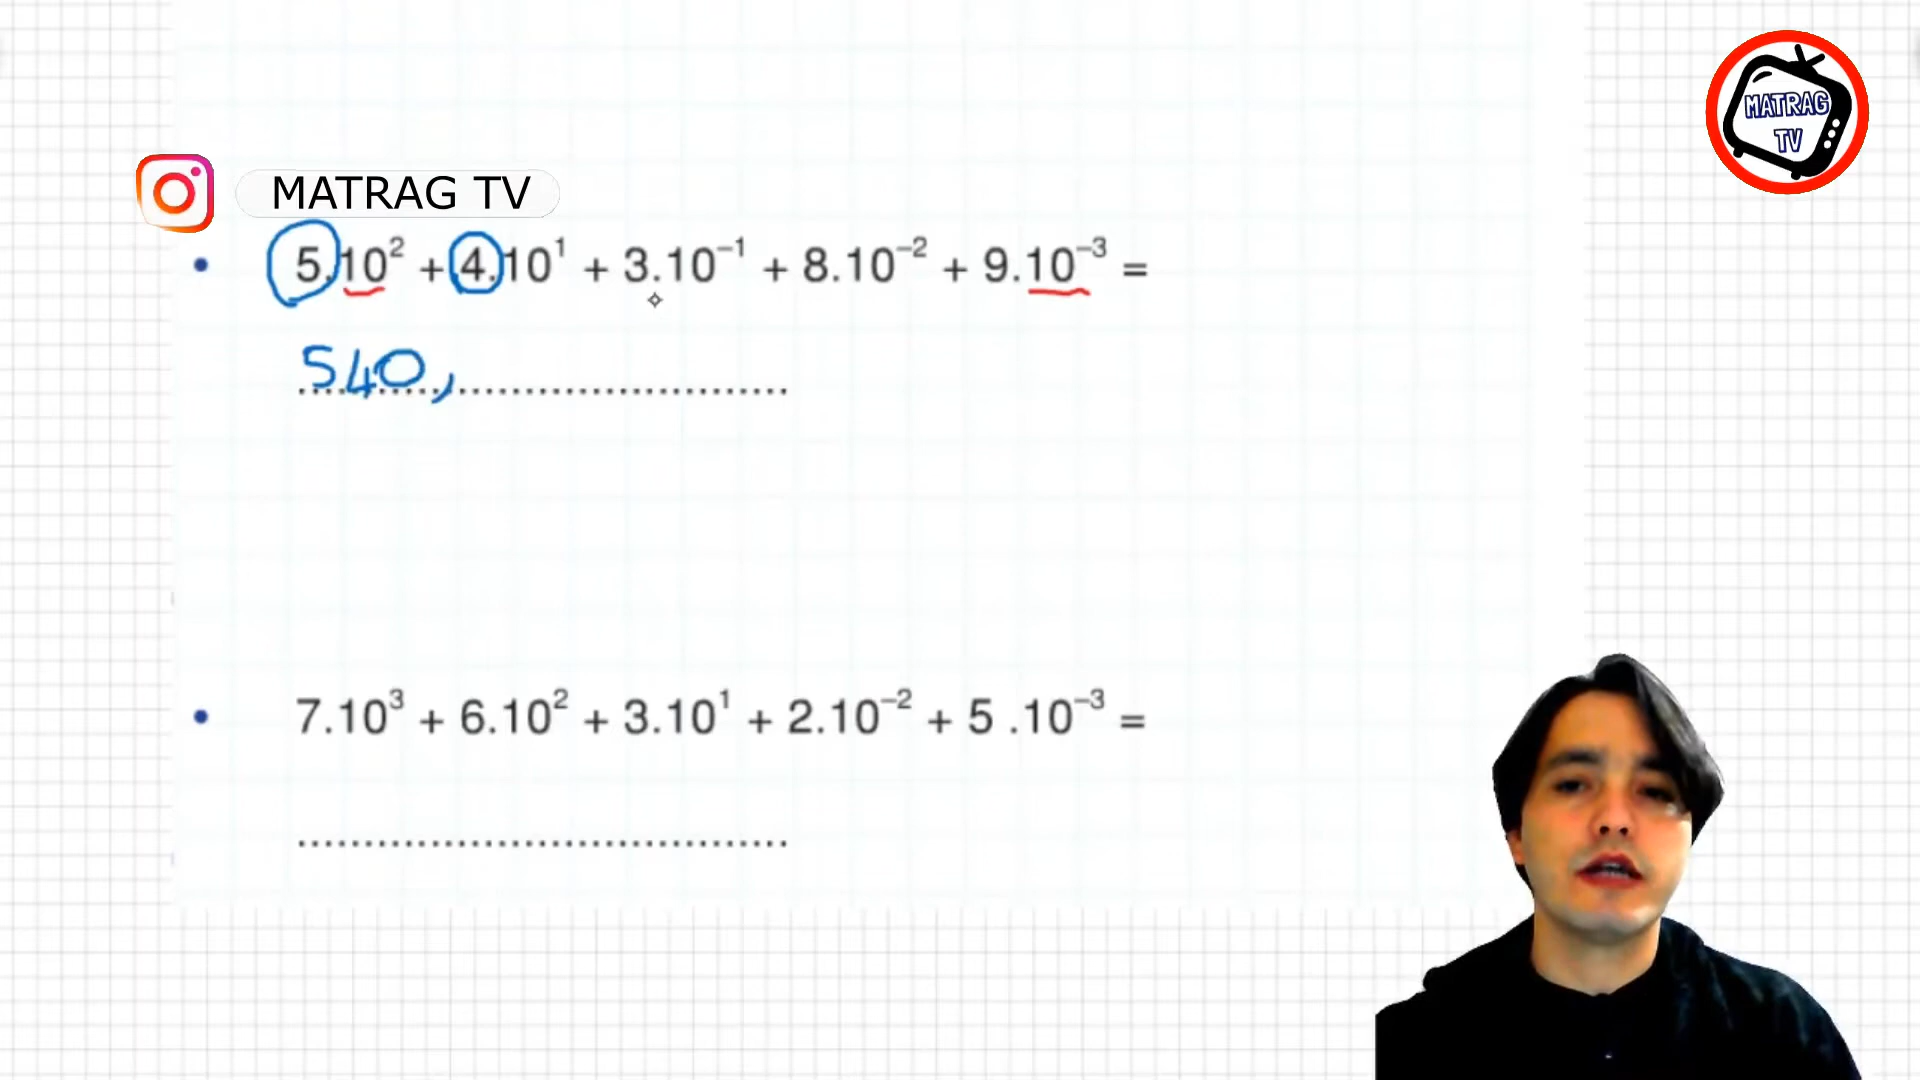 MATRAG TV
MATRAG
TV
• 5.10² + 4.10¹ + 3.10⁻¹ + 8.10⁻² + 9.10⁻³ =
540,
• 7.10³ + 6.10² + 3.10¹ + 2.10⁻² + 5 .10⁻³ =